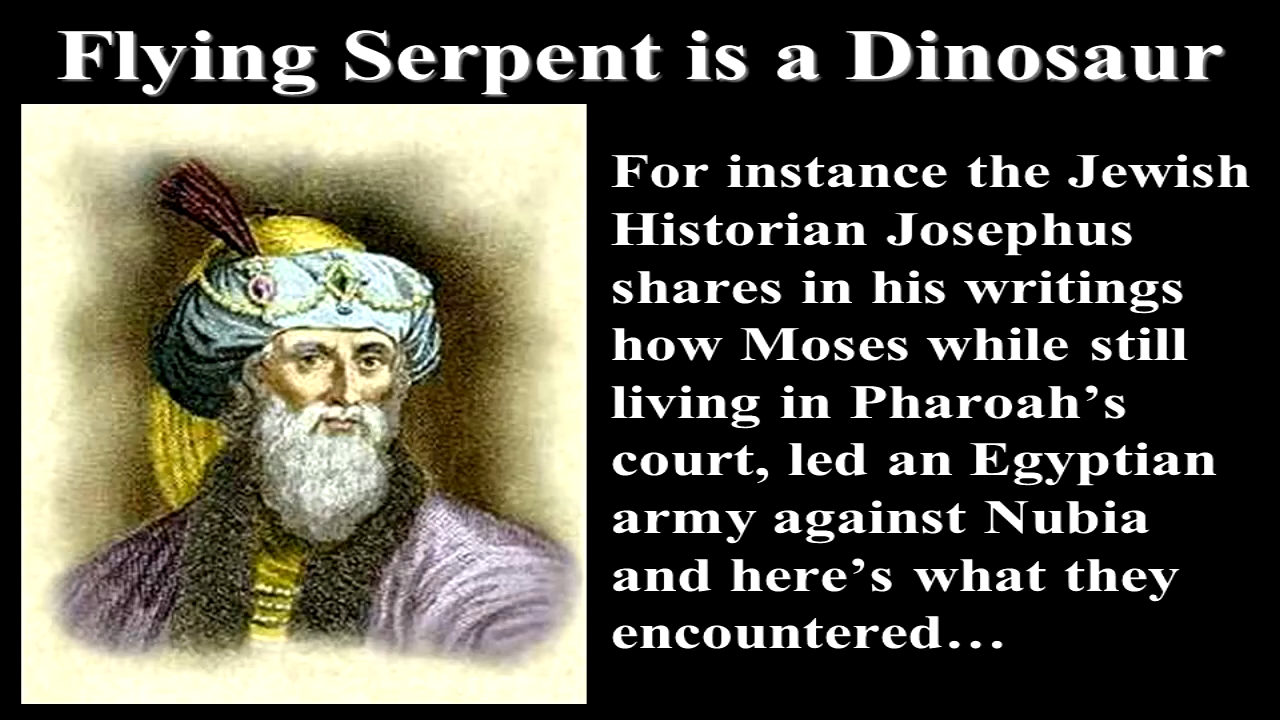 Flying Serpent is a Dinosaur
For instance the Jewish
Historian Josephus
shares in his writings
how Moses while still
living in Pharoah’s
court, led an Egyptian
army against Nubia
and here’s what they
encountered…